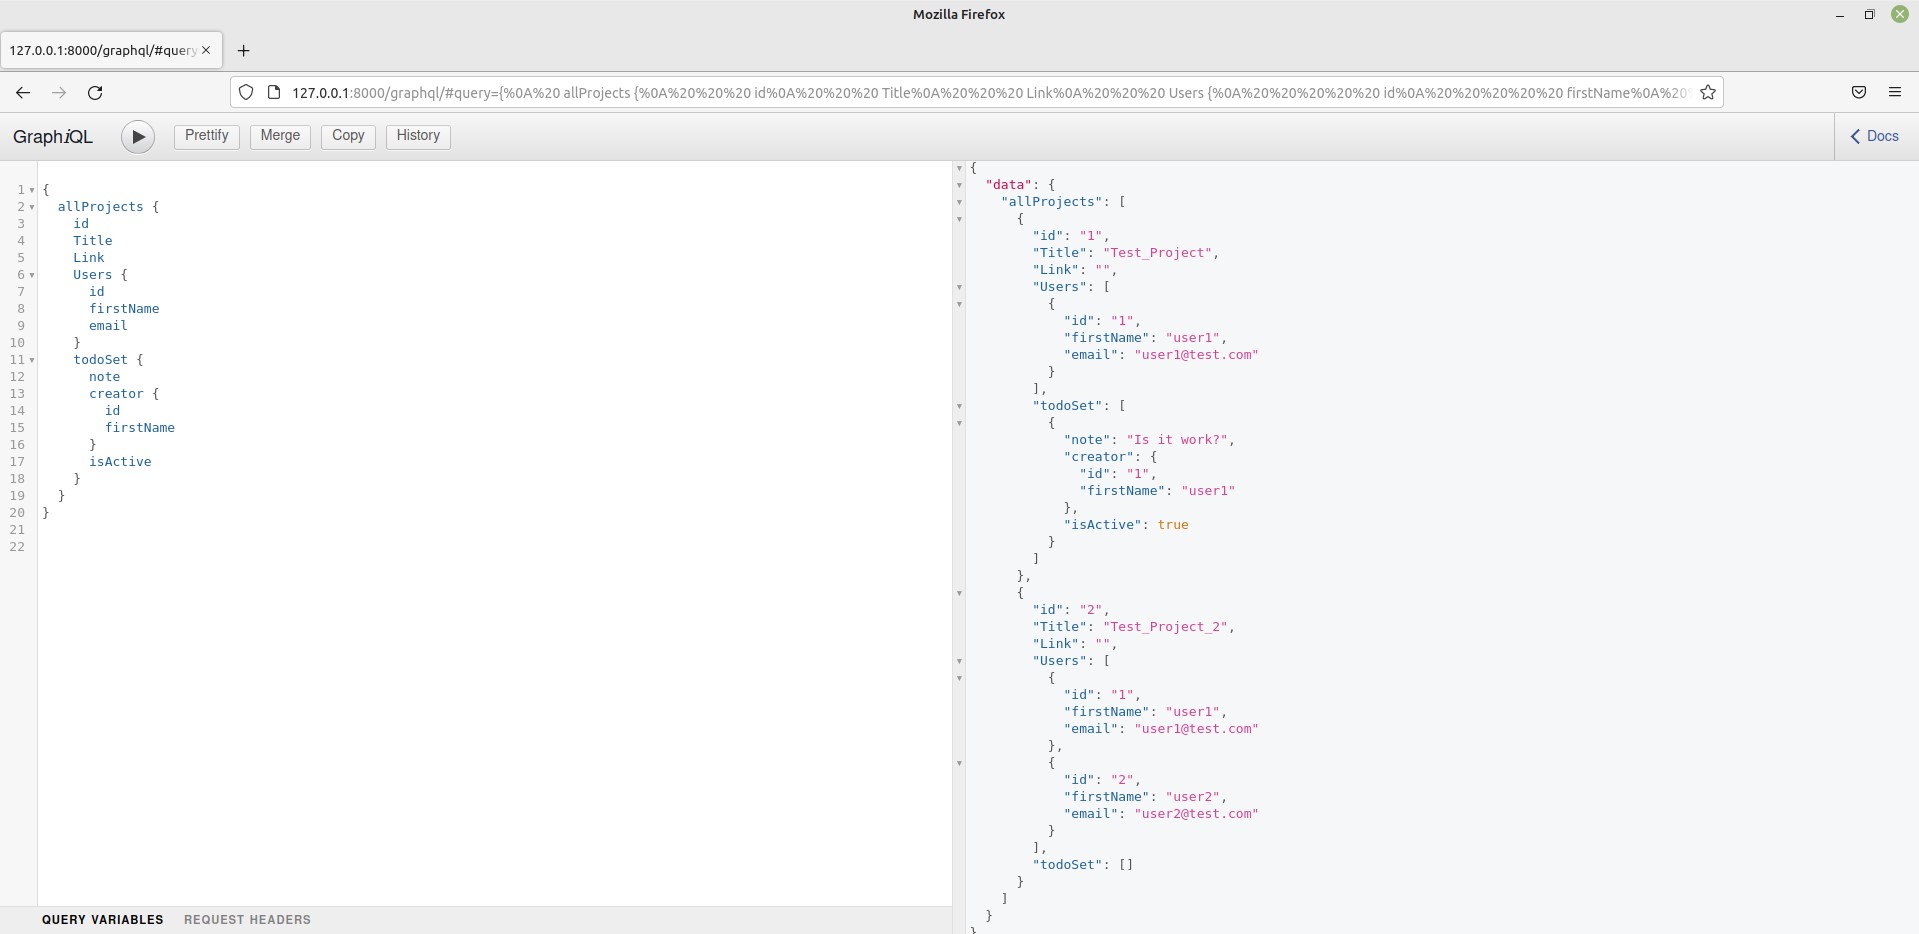 Mozilla Firefox
127.0.0.1:8000/graphql/#query
127.0.0.1:8000/graphql/#query={%0A%20 allProjects {%0A%20%20%20 id%0A%20%20%20 Title%0A%20%20%20 Link%0A%20%20%20 Users {%0A%20%20%20%20%20 id%0A%20%20%20%20%20 firstName%0A%20%20
GraphiQL Prettify Merge Copy History Docs
1 {
2 allProjects {
3 id
4 Title
5 Link
6 Users {
7 id
8 firstName
9 email
10 }
11 todoSet {
12 note
13 creator {
14 id
15 firstName
16 }
17 isActive
18 }
19 }
20 }
21
22
QUERY VARIABLES REQUEST HEADERS
{
"data": {
"allProjects": [
{
"id": "1",
"Title": "Test_Project",
"Link": "",
"Users": [
{
"id": "1",
"firstName": "user1",
"email": "user1@test.com"
}
],
"todoSet": [
{
"note": "Is it work?",
"creator": {
"id": "1",
"firstName": "user1"
},
"isActive": true
}
]
},
{
"id": "2",
"Title": "Test_Project_2",
"Link": "",
"Users": [
{
"id": "1",
"firstName": "user1",
"email": "user1@test.com"
},
{
"id": "2",
"firstName": "user2",
"email": "user2@test.com"
}
],
"todoSet": []
}
]
}
}